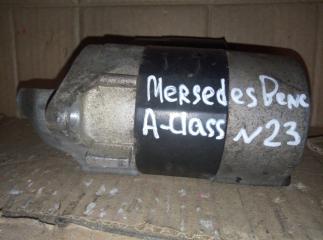 Mersedes Benc
A-class N23